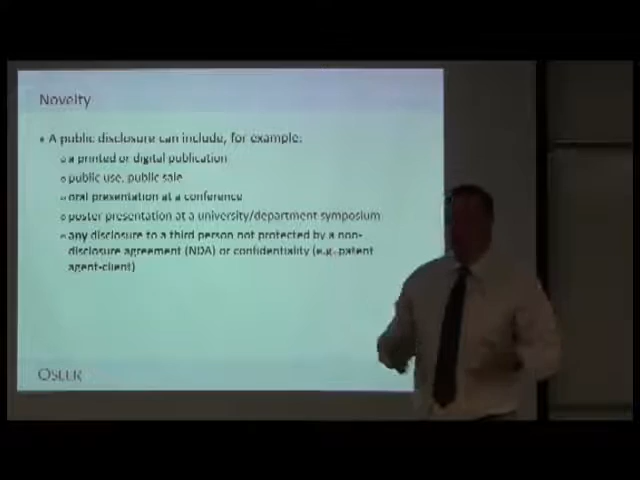 Novelty
• A public disclosure can include, for example:
o a printed or digital publication
o public use, public sale
o oral presentation at a conference
o poster presentation at a university/department symposium
o any disclosure to a third person not protected by a non-
disclosure agreement (NDA) or confidentiality (e.g. patent
agent-client)
OSLER